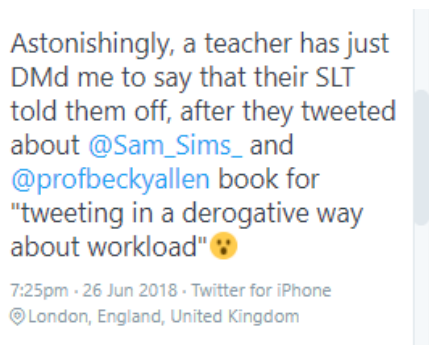 Astonishingly, a teacher has just
DMd me to say that their SLT
told them off, after they tweeted
about @Sam_Sims_ and
@profbeckyallen book for
"tweeting in a derogative way
about workload"😮
7:25pm · 26 Jun 2018 · Twitter for iPhone
London, England, United Kingdom